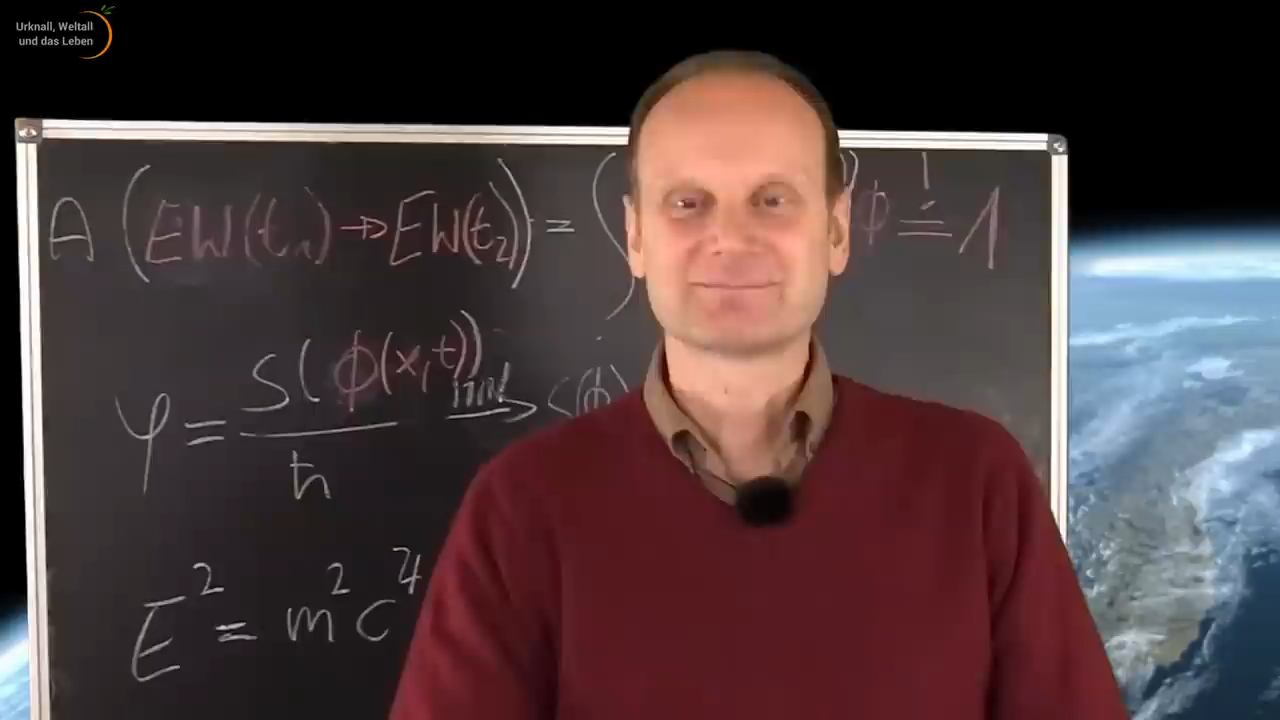 Urknall, Weltall
und das Leben
A (EW(t₁) → EW(t₂)) = ( ) ϕ ≐ 1
φ = S(ϕ(x,t))
ħ
E² = m²c⁴